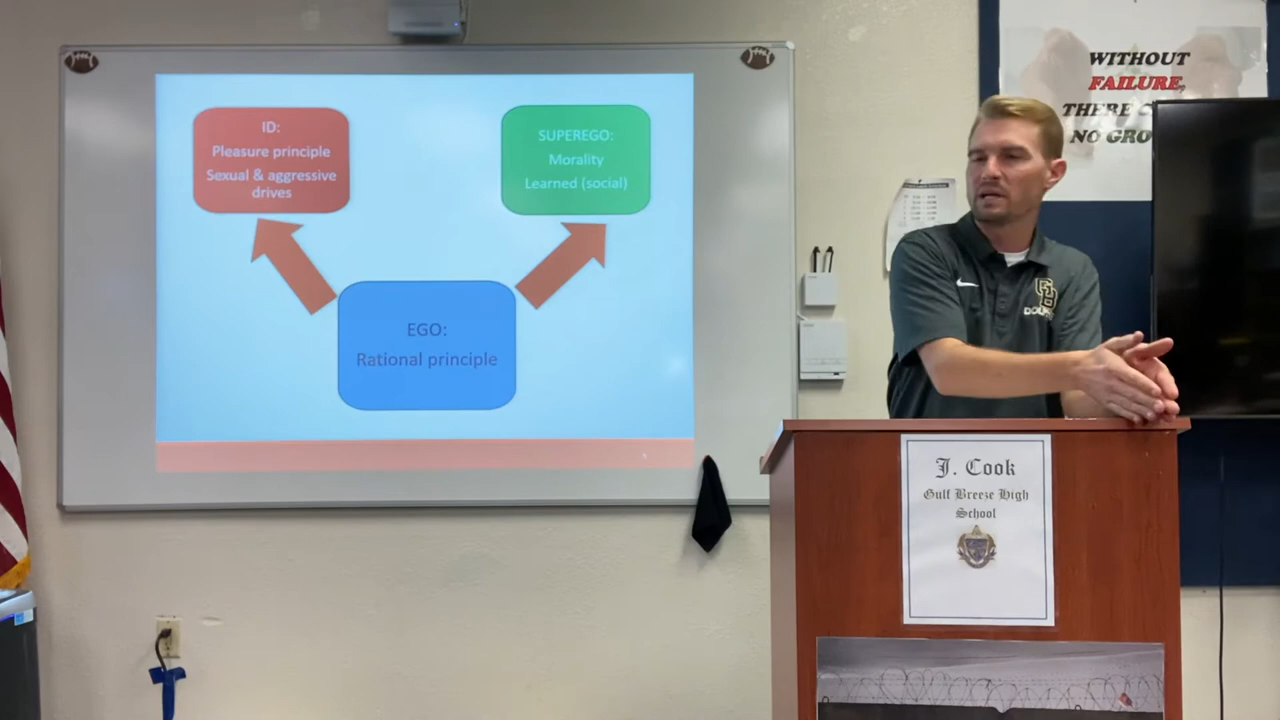 ID:
Pleasure principle
Sexual & aggressive
drives
SUPEREGO:
Morality
Learned (social)
EGO:
Rational principle
WITHOUT
FAILURE,
THERE
NO
GB
J. Cook
Gulf Breeze High
School